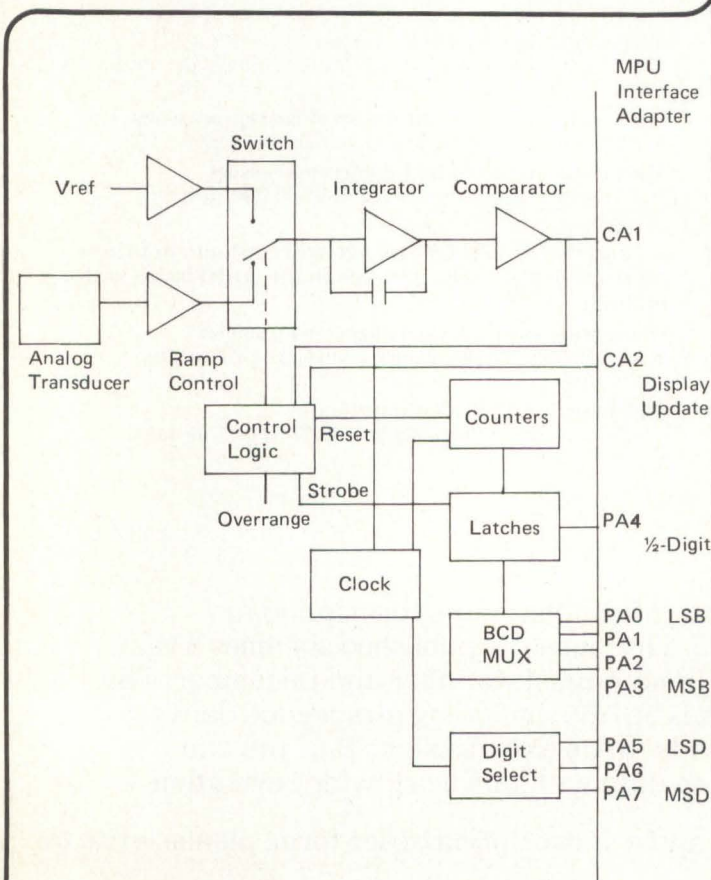 MPU
Interface
Adapter
Switch
Vref
Integrator
Comparator
CA1
Analog
Transducer
Ramp
Control
CA2
Display
Update
Control
Logic
Reset
Counters
Strobe
Overrange
Latches
PA4
½-Digit
Clock
BCD
MUX
PA0 LSB
PA1
PA2
PA3 MSB
Digit
Select
PA5 LSD
PA6
PA7 MSD